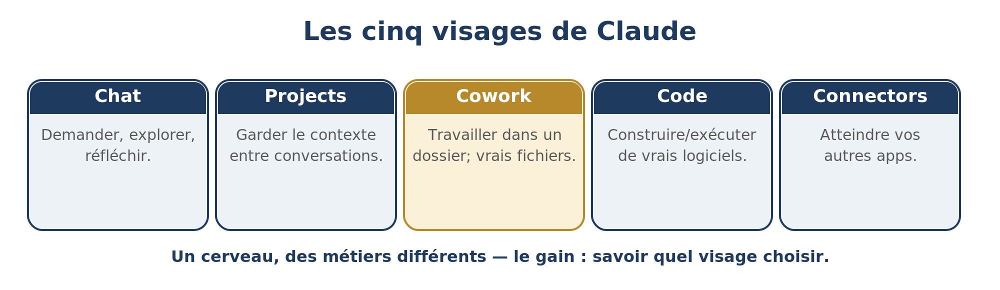 Les cinq visages de Claude
Chat
Demander, explorer,
réfléchir.
Projects
Garder le contexte
entre conversations.
Cowork
Travailler dans un
dossier; vrais fichiers.
Code
Construire/exécuter
de vrais logiciels.
Connectors
Atteindre vos
autres apps.
Un cerveau, des métiers différents — le gain : savoir quel visage choisir.